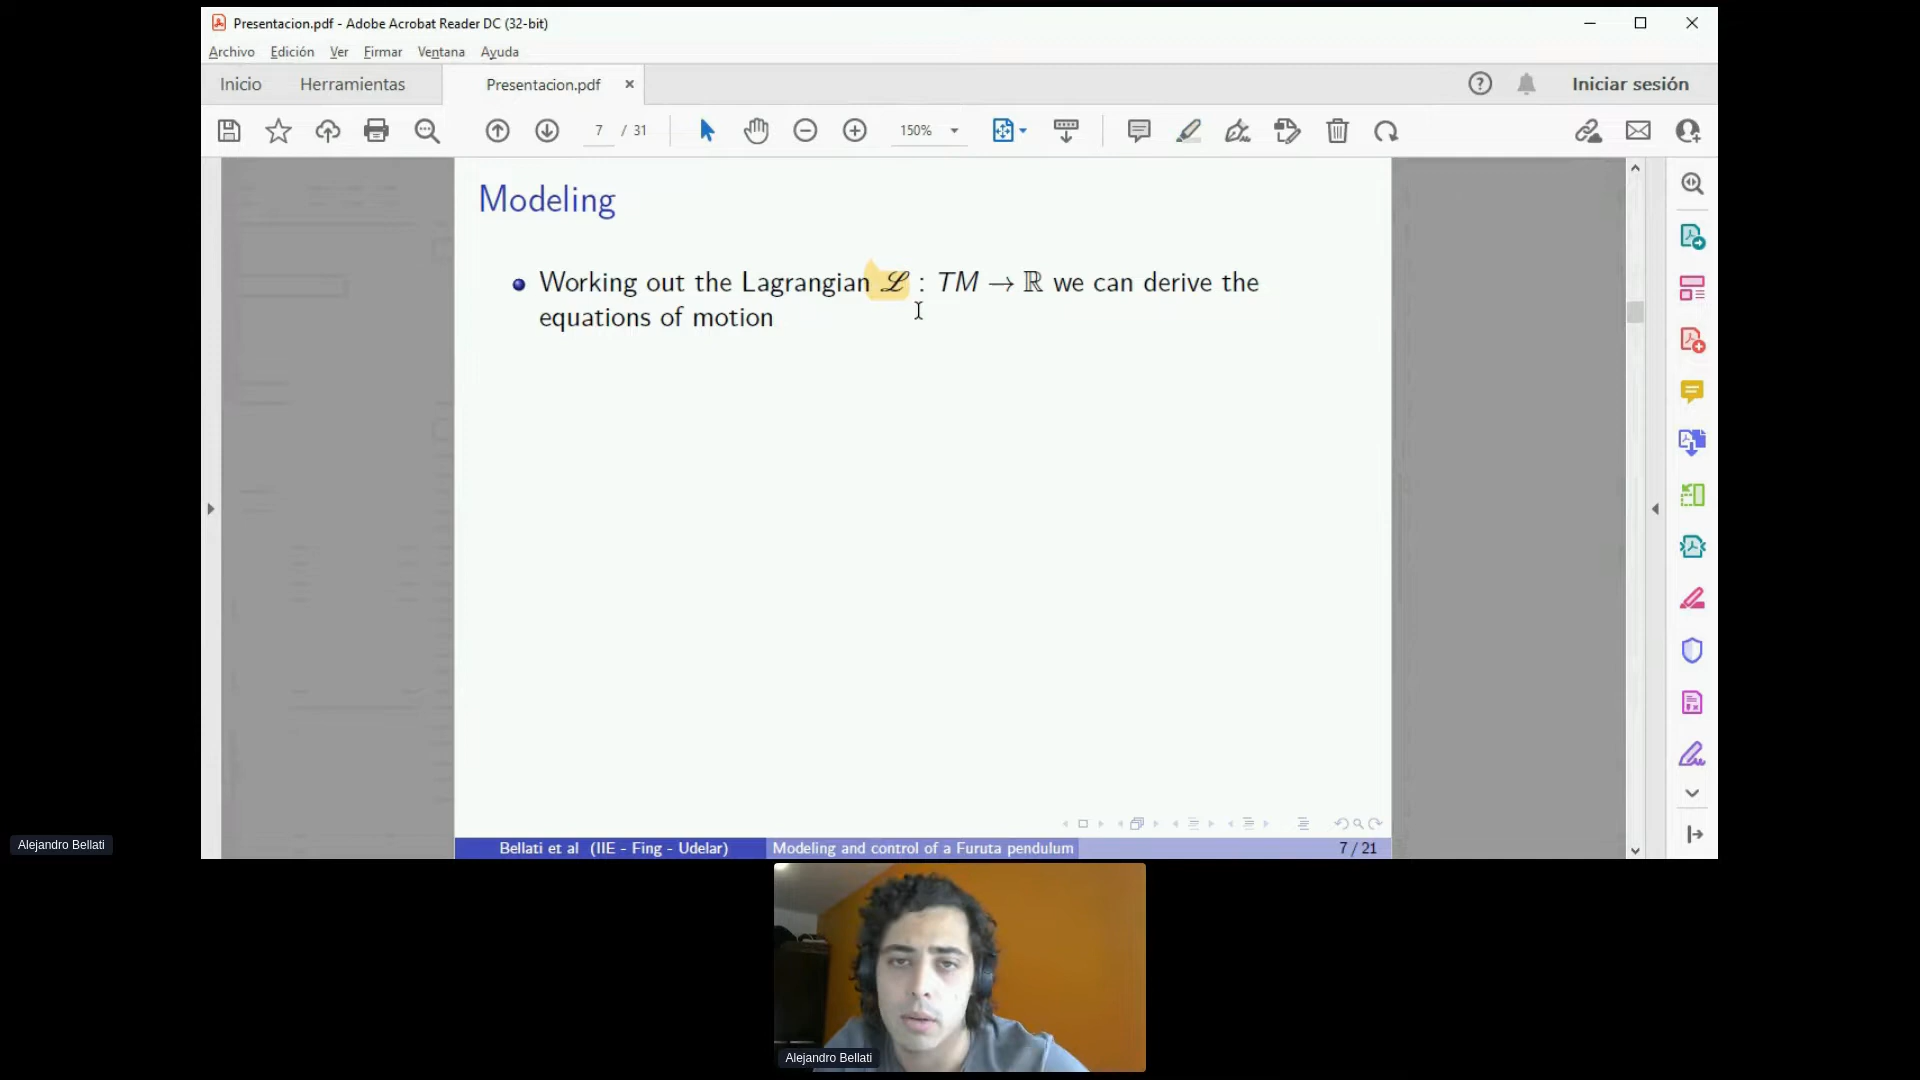 Presentacion.pdf - Adobe Acrobat Reader DC (32-bit)
Archivo Edición Ver Firmar Ventana Ayuda
Inicio Herramientas Presentacion.pdf × Iniciar sesión
7 / 31 150%
Modeling
Working out the Lagrangian ℒ : TM → ℝ we can derive the
equations of motion
Bellati et al (IIE - Fing - Udelar) Modeling and control of a Furuta pendulum 7 / 21
Alejandro Bellati
Alejandro Bellati